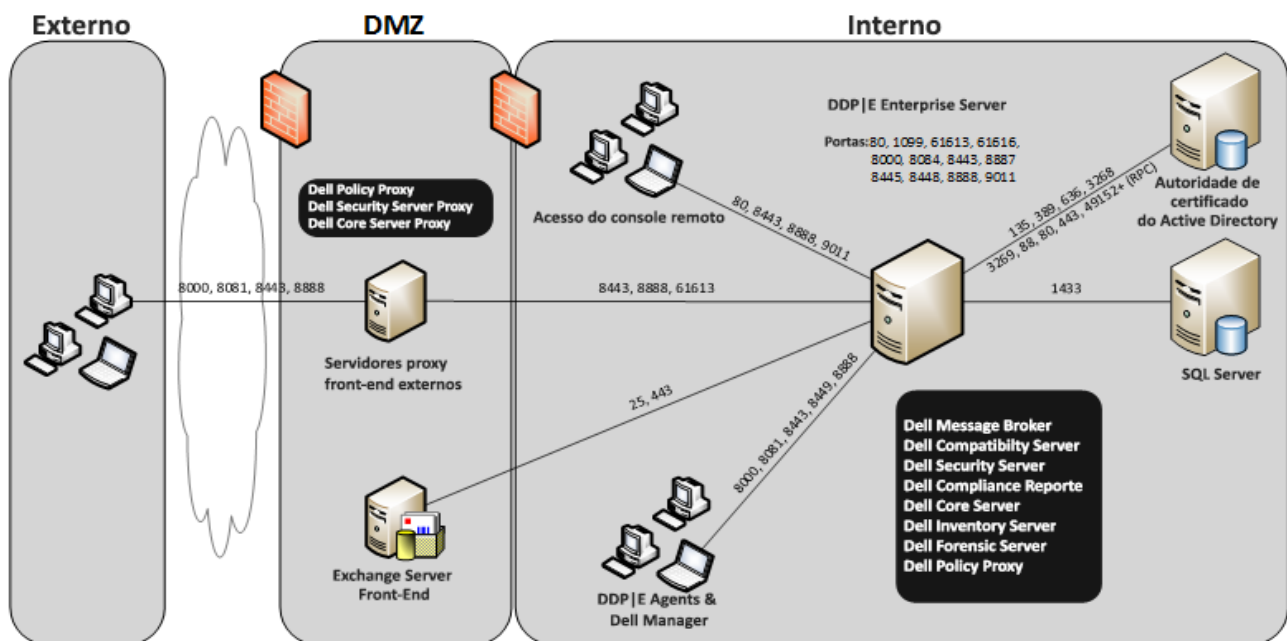 Externo
DMZ
Interno
DDP|E Enterprise Server
Portas:80, 1099, 61613, 61616,
8000, 8084, 8443, 8887
8445, 8448, 8888, 9011
Dell Policy Proxy
Dell Security Server Proxy
Dell Core Server Proxy
Acesso do console remoto
80, 8443, 8888, 9011
135, 389, 636, 3268
3269, 88, 80, 443, 49152+ (RPC)
Autoridade de
certificado
do Active Directory
8000, 8081, 8443, 8888
8443, 8888, 61613
1433
Servidores proxy
front-end externos
SQL Server
25, 443
8000, 8081, 8443, 8449, 8888
Dell Message Broker
Dell Compatibilty Server
Dell Security Server
Dell Compliance Reporte
Dell Core Server
Dell Inventory Server
Dell Forensic Server
Dell Policy Proxy
Exchange Server
Front-End
DDP|E Agents &
Dell Manager